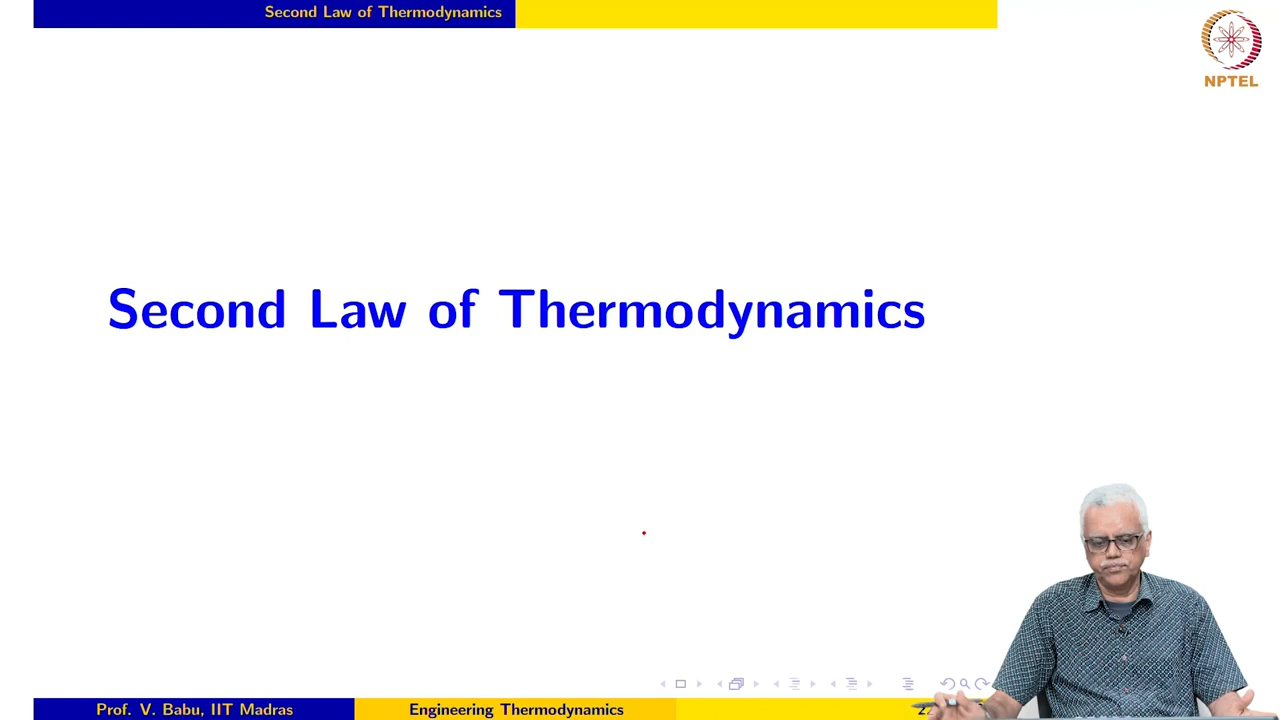 Second Law of Thermodynamics
NPTEL
Second Law of Thermodynamics
Prof. V. Babu, IIT Madras
Engineering Thermodynamics